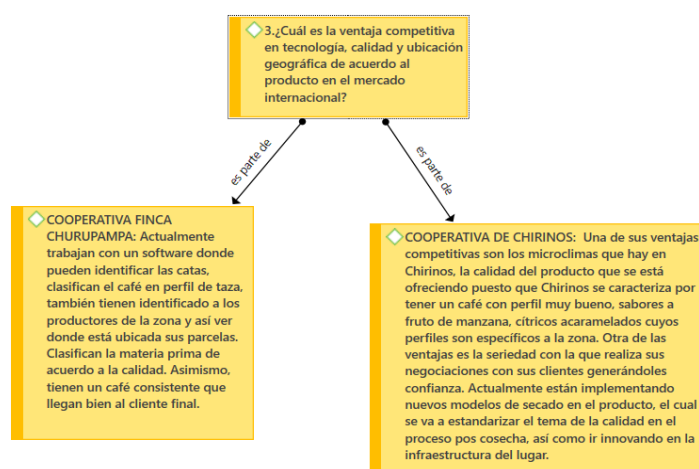 3.¿Cuál es la ventaja competitiva
en tecnología, calidad y ubicación
geográfica de acuerdo al
producto en el mercado
internacional?
es parte de
es parte de
COOPERATIVA FINCA
CHURUPAMPA: Actualmente
trabajan con un software donde
pueden identificar las catas,
clasifican el café en perfil de taza,
también tienen identificado a los
productores de la zona y así ver
donde está ubicada sus parcelas.
Clasifican la materia prima de
acuerdo a la calidad. Asimismo,
tienen un café consistente que
llegan bien al cliente final.
COOPERATIVA DE CHIRINOS: Una de sus ventajas
competitivas son los microclimas que hay en
Chirinos, la calidad del producto que se está
ofreciendo puesto que Chirinos se caracteriza por
tener un café con perfil muy bueno, sabores a
fruto de manzana, cítricos acaramelados cuyos
perfiles son específicos a la zona. Otra de las
ventajas es la seriedad con la que realiza sus
negociaciones con sus clientes generándoles
confianza. Actualmente están implementando
nuevos modelos de secado en el producto, el cual
se va a estandarizar el tema de la calidad en el
proceso pos cosecha, así como ir innovando en la
infraestructura del lugar.